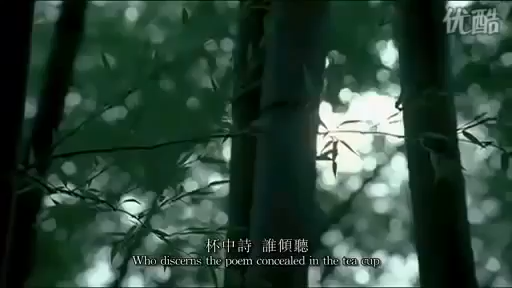 优酷
杯中詩 誰傾聽
Who discerns the poem concealed in the tea cup